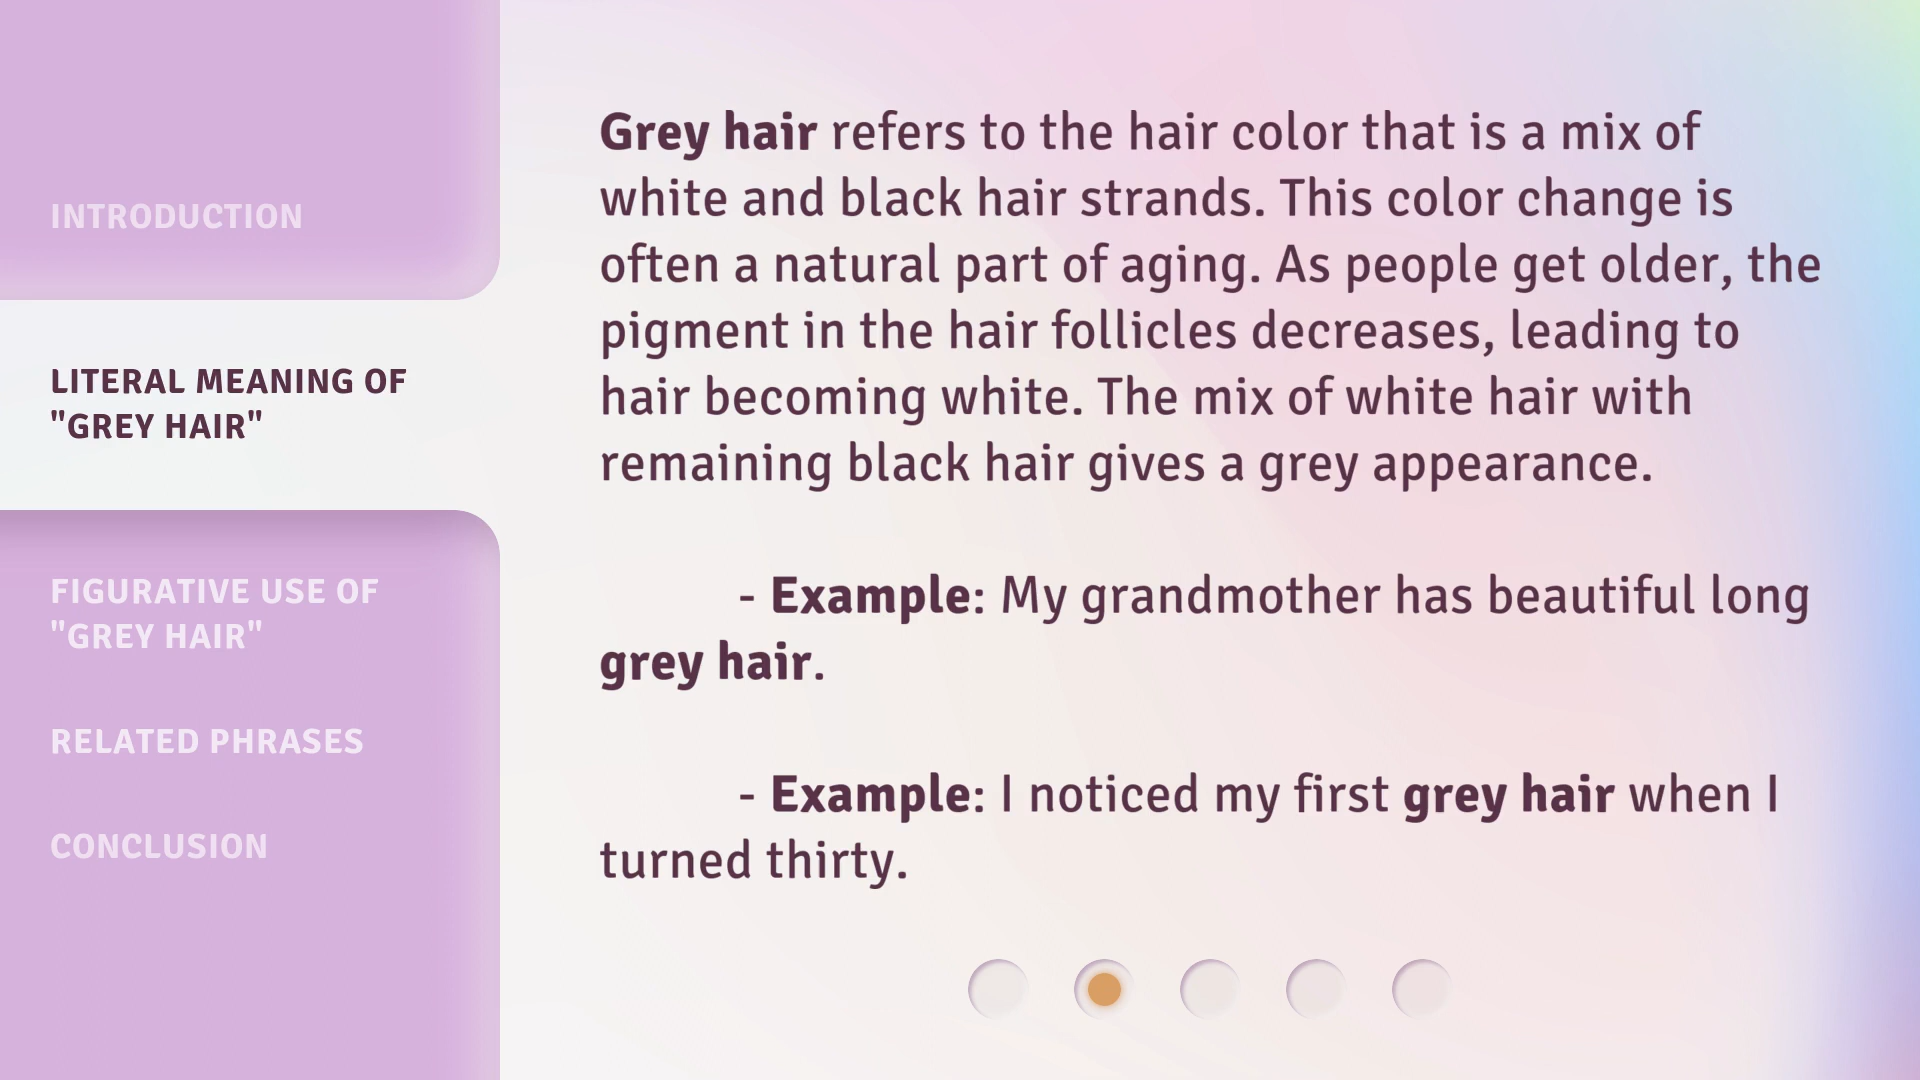 INTRODUCTION
LITERAL MEANING OF
"GREY HAIR"
FIGURATIVE USE OF
"GREY HAIR"
RELATED PHRASES
CONCLUSION
Grey hair refers to the hair color that is a mix of
white and black hair strands. This color change is
often a natural part of aging. As people get older, the
pigment in the hair follicles decreases, leading to
hair becoming white. The mix of white hair with
remaining black hair gives a grey appearance.
- Example: My grandmother has beautiful long
grey hair.
- Example: I noticed my first grey hair when I
turned thirty.